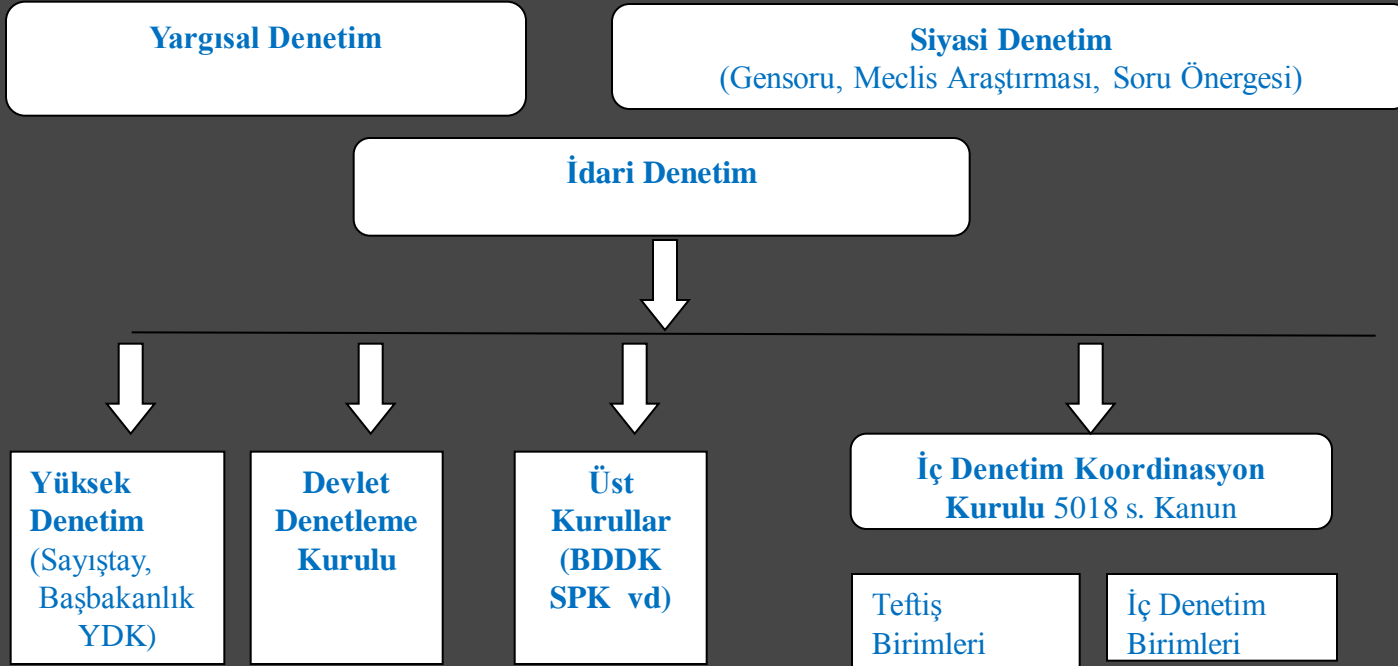 Yargısal Denetim
Siyasi Denetim
(Gensoru, Meclis Araştırması, Soru Önergesi)
İdari Denetim
Yüksek
Denetim
(Sayıştay,
Başbakanlık
YDK)
Devlet
Denetleme
Kurulu
Üst
Kurullar
(BDDK
SPK vd)
İç Denetim Koordinasyon
Kurulu 5018 s. Kanun
Teftiş
Birimleri
İç Denetim
Birimleri